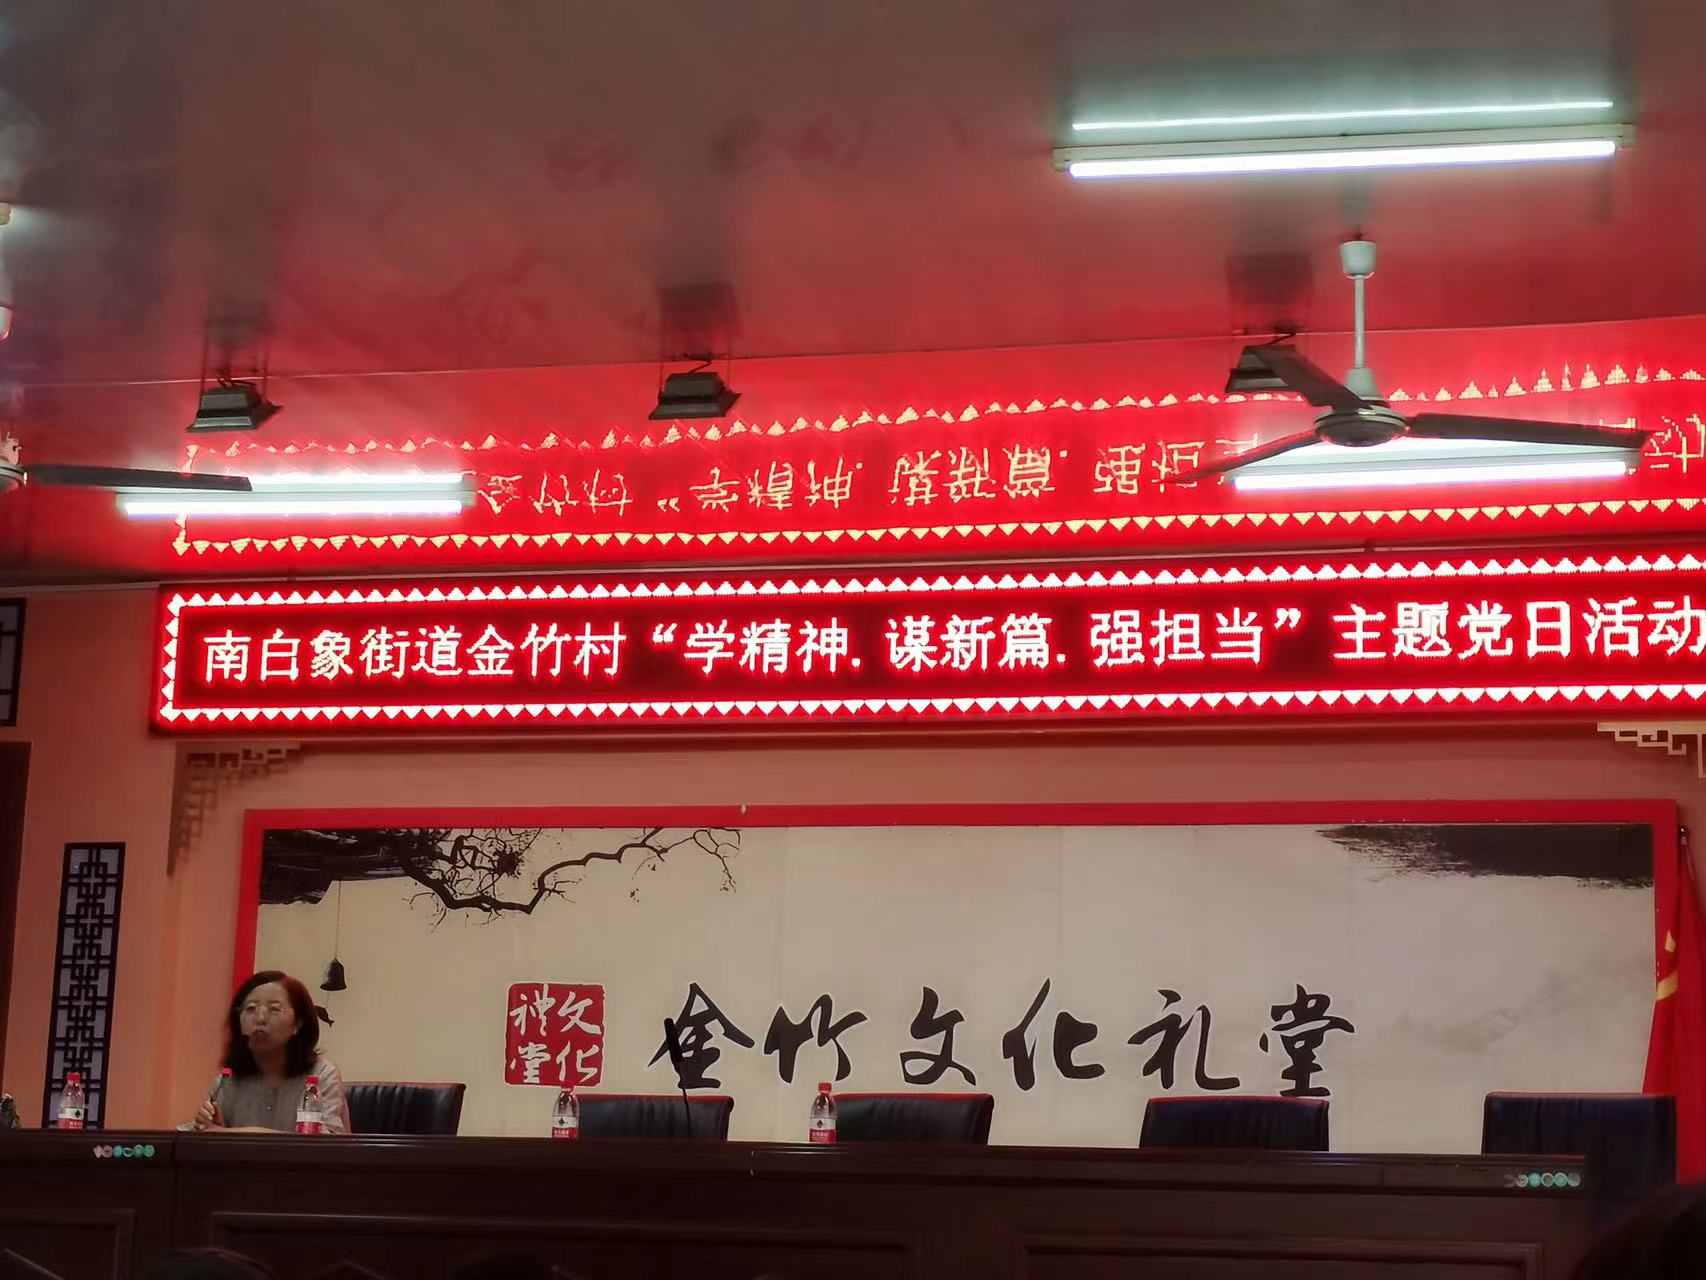 南白象街道金竹村“学精神.谋新篇.强担当”主题党日活动
文化
禮堂
金竹文化礼堂